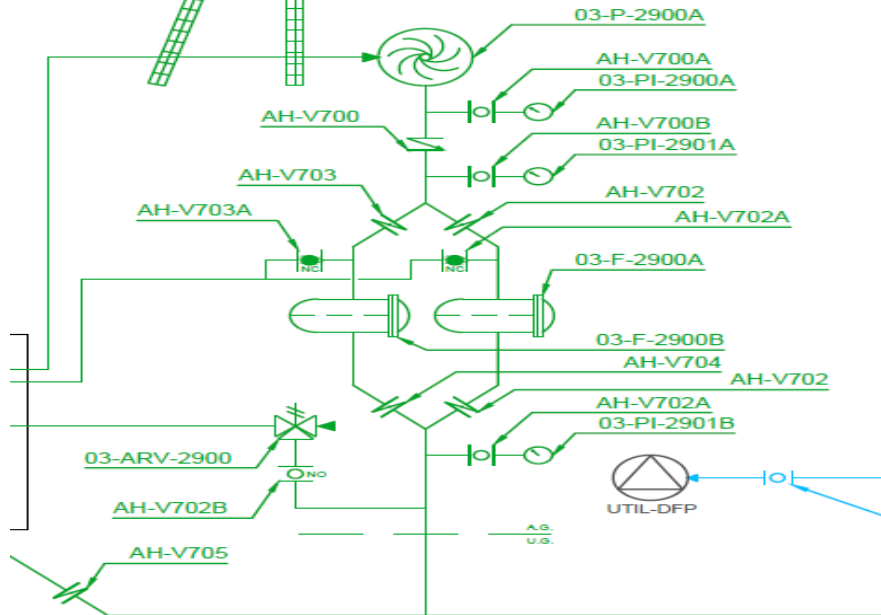 03-P-2900A
AH-V700A
03-PI-2900A
AH-V700
AH-V700B
03-PI-2901A
AH-V703
AH-V702
AH-V703A
AH-V702A
NC
NC
03-F-2900A
03-F-2900B
AH-V704
AH-V702
AH-V702A
03-PI-2901B
03-ARV-2900
NO
AH-V702B
UTIL-DFP
A.G.
U.G.
AH-V705